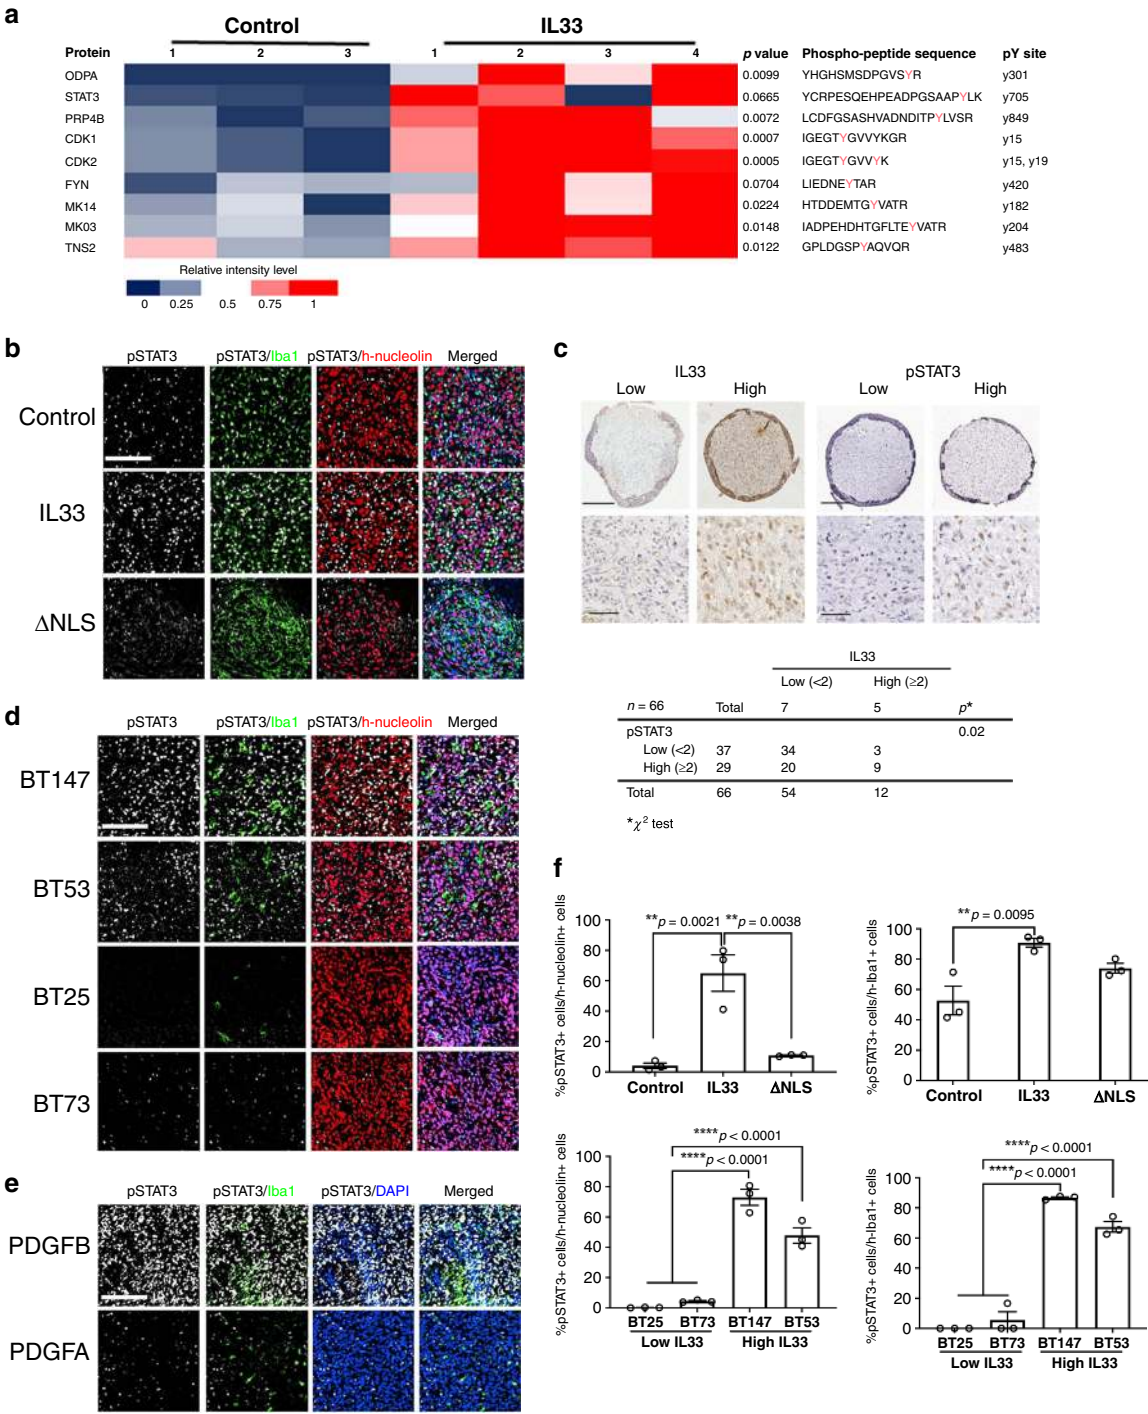 a
Control IL33
Protein 1 2 3 1 2 3 4 p value Phospho-peptide sequence pY site
ODPA 0.0099 YHGHSMSDPGVSYR y301
STAT3 0.0665 YCRPESQEHPEADPGSAAPYLK y705
PRP4B 0.0072 LCDFGSASHVADNDITPYLVSR y849
CDK1 0.0007 IGEGTYGVVYKGR y15
CDK2 0.0005 IGEGTYGVVYK y15, y19
FYN 0.0704 LIEDNEYTAR y420
MK14 0.0224 HTDDEMTGYVATR y182
MK03 0.0148 IADPEHDHTGFLTEYVATR y204
TNS2 0.0122 GPLDGSPYAQVQR y483
Relative intensity level
0 0.25 0.5 0.75 1
b
pSTAT3 pSTAT3/Iba1 pSTAT3/h-nucleolin Merged
Control
IL33
ΔNLS
c
IL33 pSTAT3
Low High Low High
IL33
Low (<2) High (≥2)
n = 66 Total 7 5 p*
pSTAT3 0.02
Low (<2) 37 34 3
High (≥2) 29 20 9
Total 66 54 12
*χ² test
d
pSTAT3 pSTAT3/Iba1 pSTAT3/h-nucleolin Merged
BT147
BT53
BT25
BT73
e
pSTAT3 pSTAT3/Iba1 pSTAT3/DAPI Merged
PDGFB
PDGFA
f
%pSTAT3+ cells/h-nucleolin+ cells
100
80
60
40
20
0
**p = 0.0021 **p = 0.0038
Control IL33 ΔNLS
%pSTAT3+ cells/h-Iba1+ cells
100
80
60
40
20
0
**p = 0.0095
Control IL33 ΔNLS
%pSTAT3+ cells/h-nucleolin+ cells
100
80
60
40
20
0
****p < 0.0001
****p < 0.0001
BT25 BT73 BT147 BT53
Low IL33 High IL33
%pSTAT3+ cells/h-Iba1+ cells
100
80
60
40
20
0
****p < 0.0001
****p < 0.0001
BT25 BT73 BT147 BT53
Low IL33 High IL33